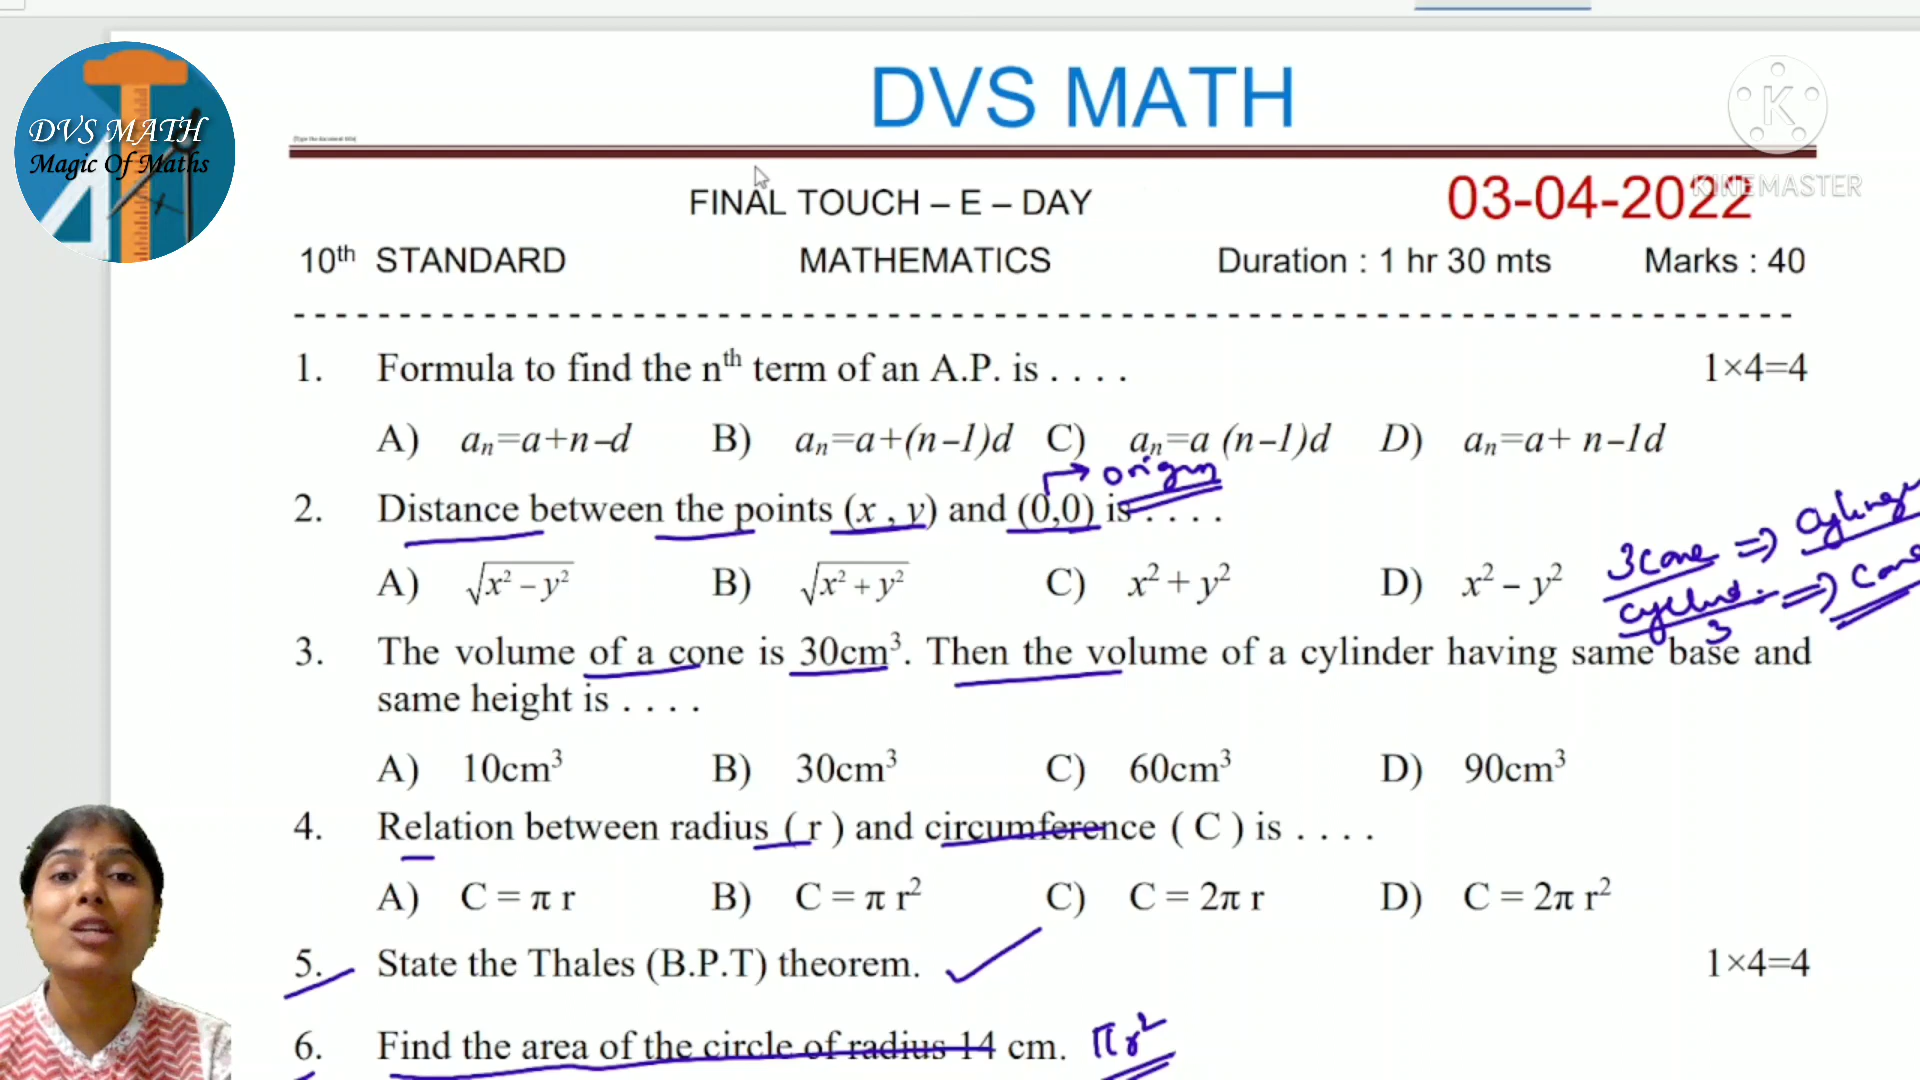 DVS MATH
DVS MATH
Magic Of Maths
K
KINEMASTER
FINAL TOUCH – E – DAY 03-04-2022
10th STANDARD MATHEMATICS Duration : 1 hr 30 mts Marks : 40
1. Formula to find the nth term of an A.P. is . . . . 1×4=4
A) aₙ=a+n–d B) aₙ=a+(n–1)d C) aₙ=a (n–1)d D) aₙ=a+ n–1d
origin
2. Distance between the points (x , y) and (0,0) is . . . .
A) √(x² – y²) B) √(x² + y²) C) x² + y² D) x² – y²
3 cone ⇒
3
3. The volume of a cone is 30cm³. Then the volume of a cylinder having same base and
same height is . . . .
A) 10cm³ B) 30cm³ C) 60cm³ D) 90cm³
4. Relation between radius ( r ) and circumference ( C ) is . . . .
A) C = π r B) C = π r² C) C = 2π r D) C = 2π r²
5. State the Thales (B.P.T) theorem. 1×4=4
6. Find the area of the circle of radius 14 cm. πr²